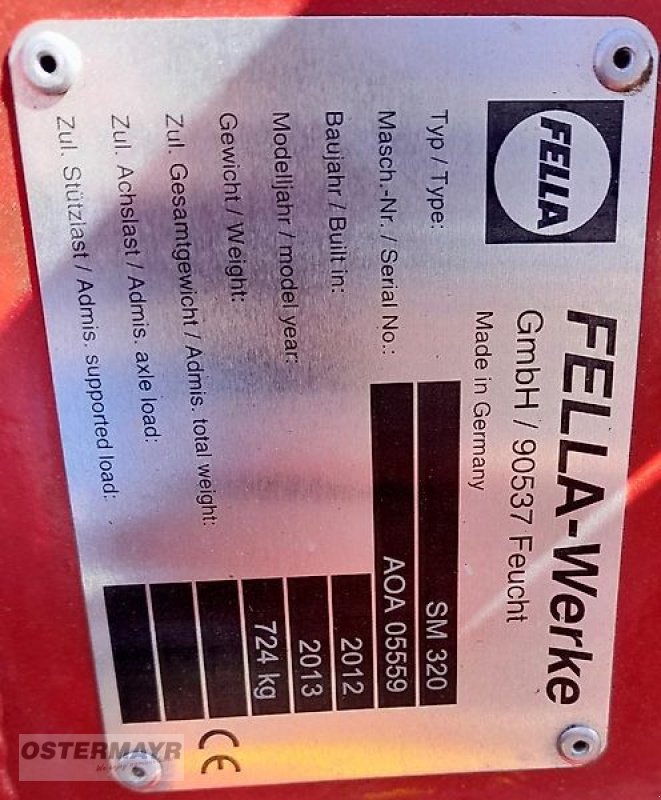 FELLA
FELLA-Werke
GmbH / 90537 Feucht
Made in Germany
Typ / Type: SM 320
Masch.-Nr. / Serial No.: AOA 05559
Baujahr / Built in: 2012
Modelljahr / model year: 2013
Gewicht / Weight: 724 kg
Zul. Gesamtgewicht / Admis. total weight:
Zul. Achslast / Admis. axle load:
Zul. Stützlast / Admis. supported load:
CE
OSTERMAYR